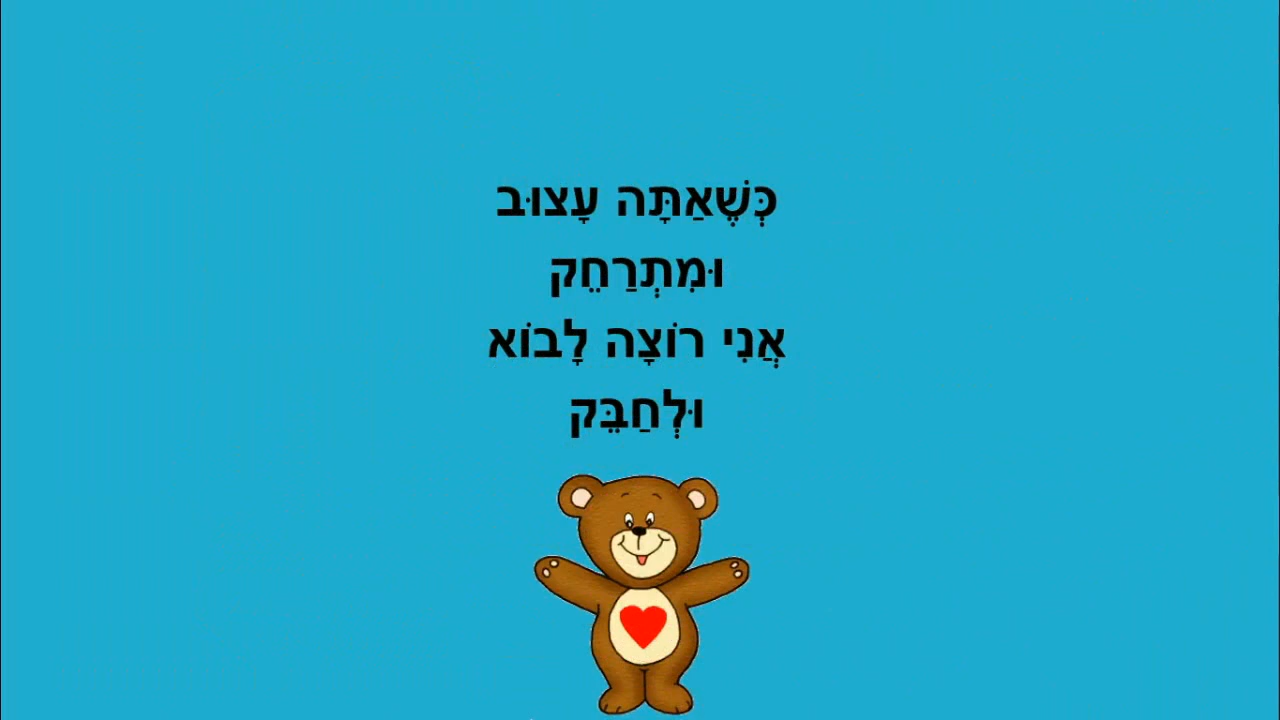 כְּשֶׁאַתָּה עָצוּב
וּמִתְרַחֵק
אֲנִי רוֹצָה לָבוֹא
וּלְחַבֵּק